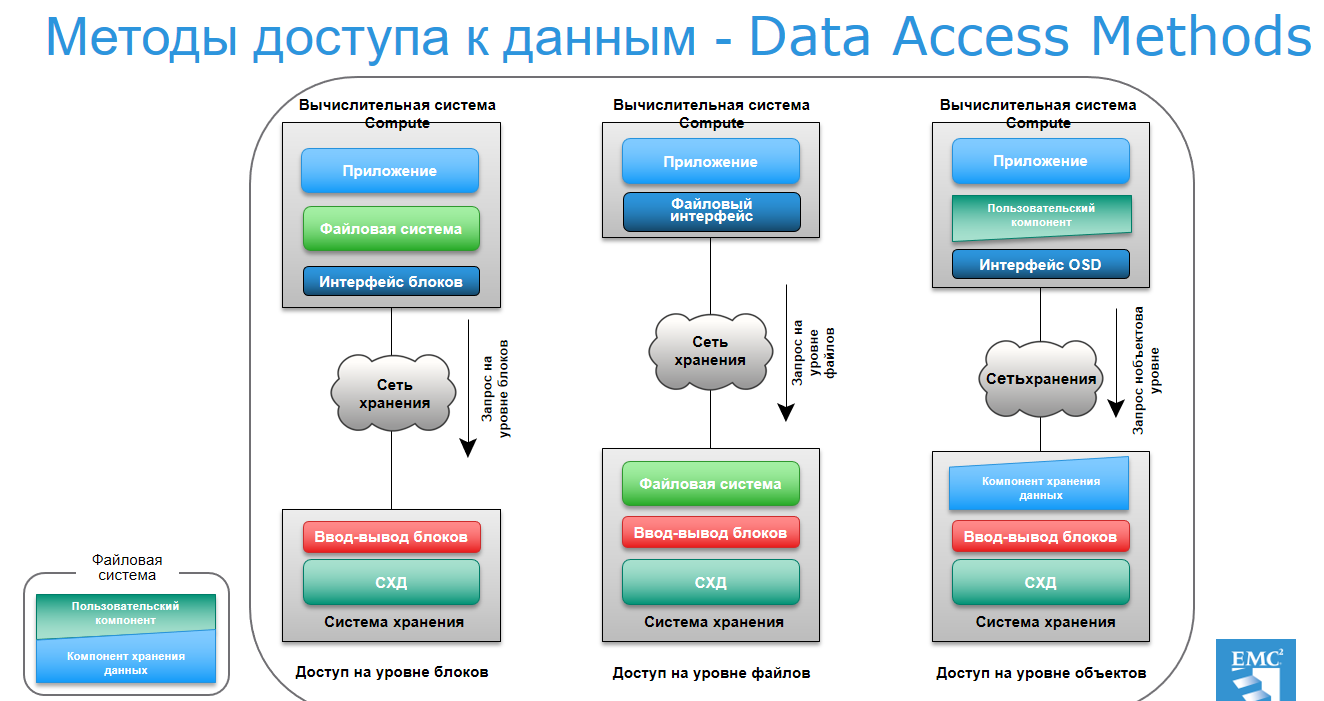 Методы доступа к данным - Data Access Methods
Вычислительная система
Compute
Приложение
Файловая система
Интерфейс блоков
Сеть
хранения
Запрос на
уровне блоков
Ввод-вывод блоков
СХД
Система хранения
Доступ на уровне блоков
Вычислительная система
Compute
Приложение
Файловый
интерфейс
Сеть
хранения
Запрос на
уровне
файлов
Файловая система
Ввод-вывод блоков
СХД
Система хранения
Доступ на уровне файлов
Вычислительная система
Compute
Приложение
Пользовательский
компонент
Интерфейс OSD
Сетьхранения
Запрос нобъектова
уровне
Компонент хранения
данных
Ввод-вывод блоков
СХД
Система хранения
Доступ на уровне объектов
Файловая
система
Пользовательский
компонент
Компонент хранения
данных
EMC²